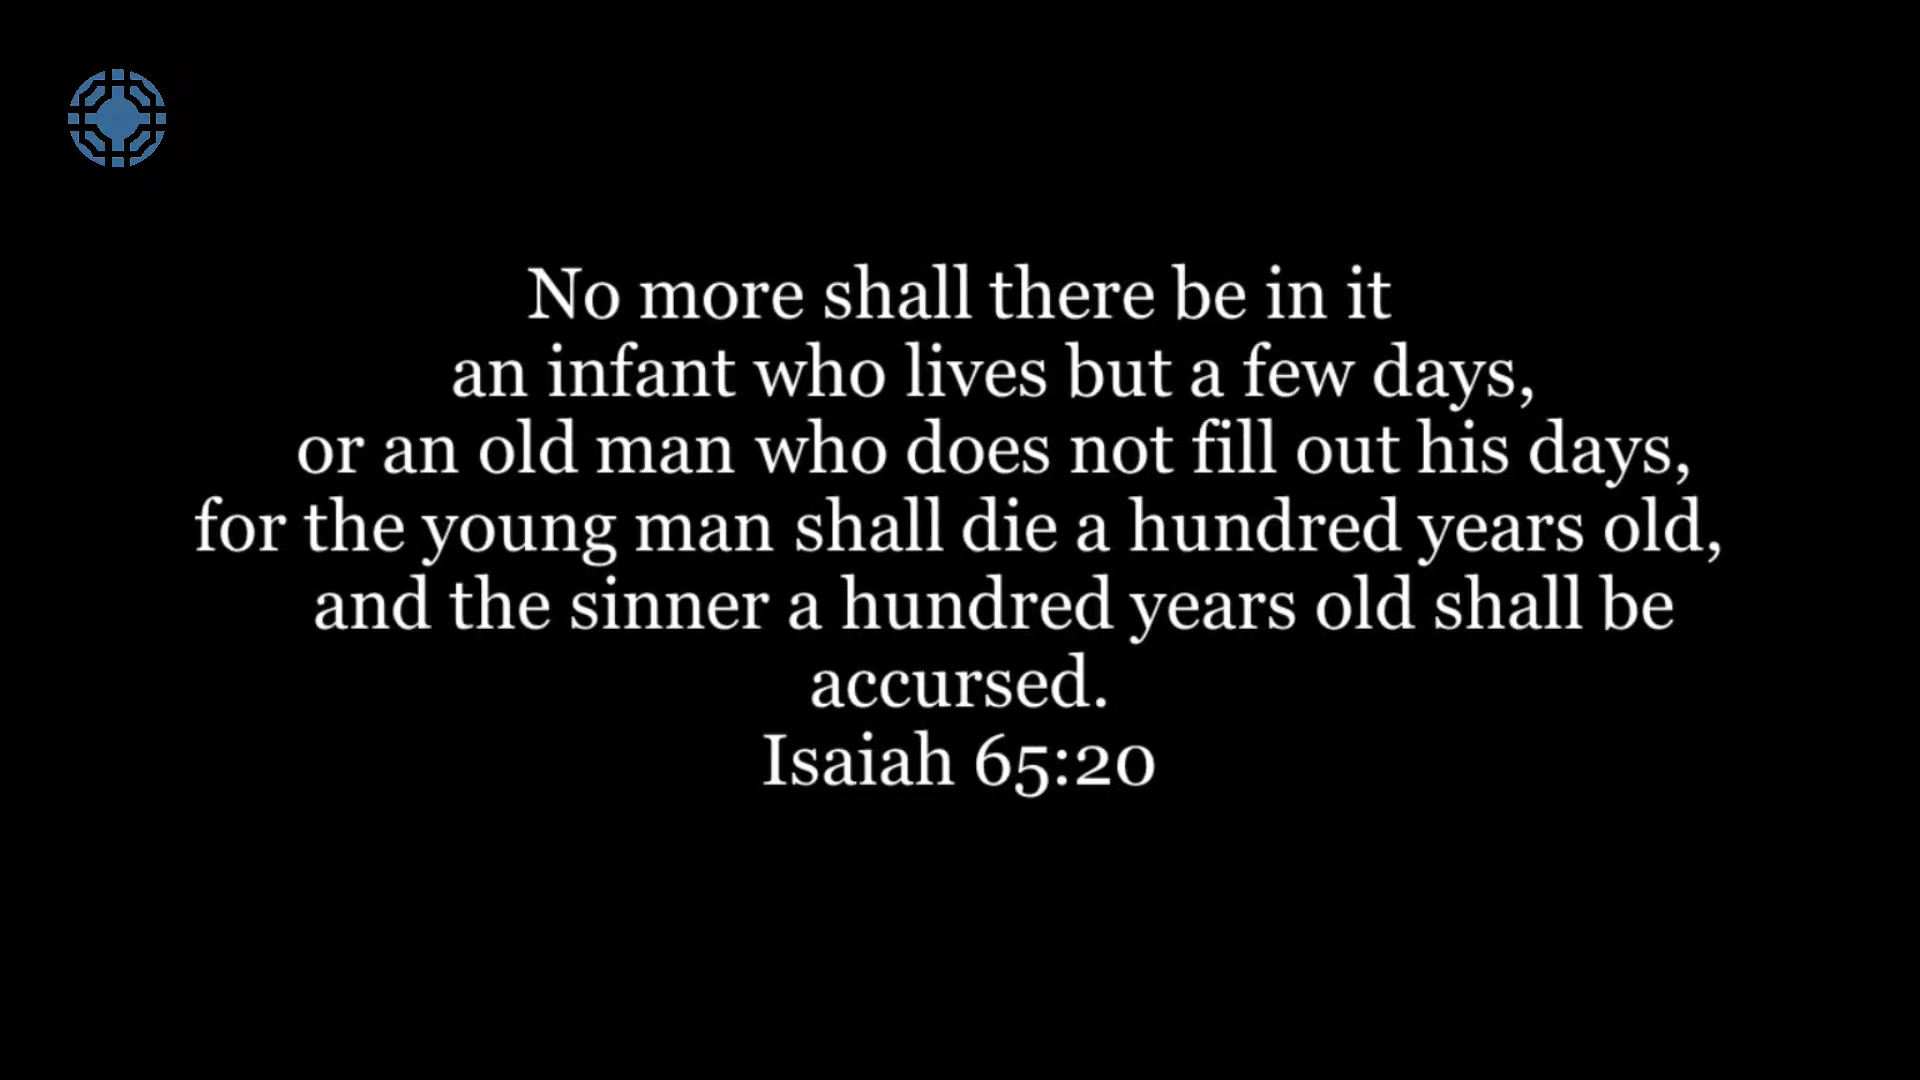 No more shall there be in it
an infant who lives but a few days,
or an old man who does not fill out his days,
for the young man shall die a hundred years old,
and the sinner a hundred years old shall be
accursed.
Isaiah 65:20